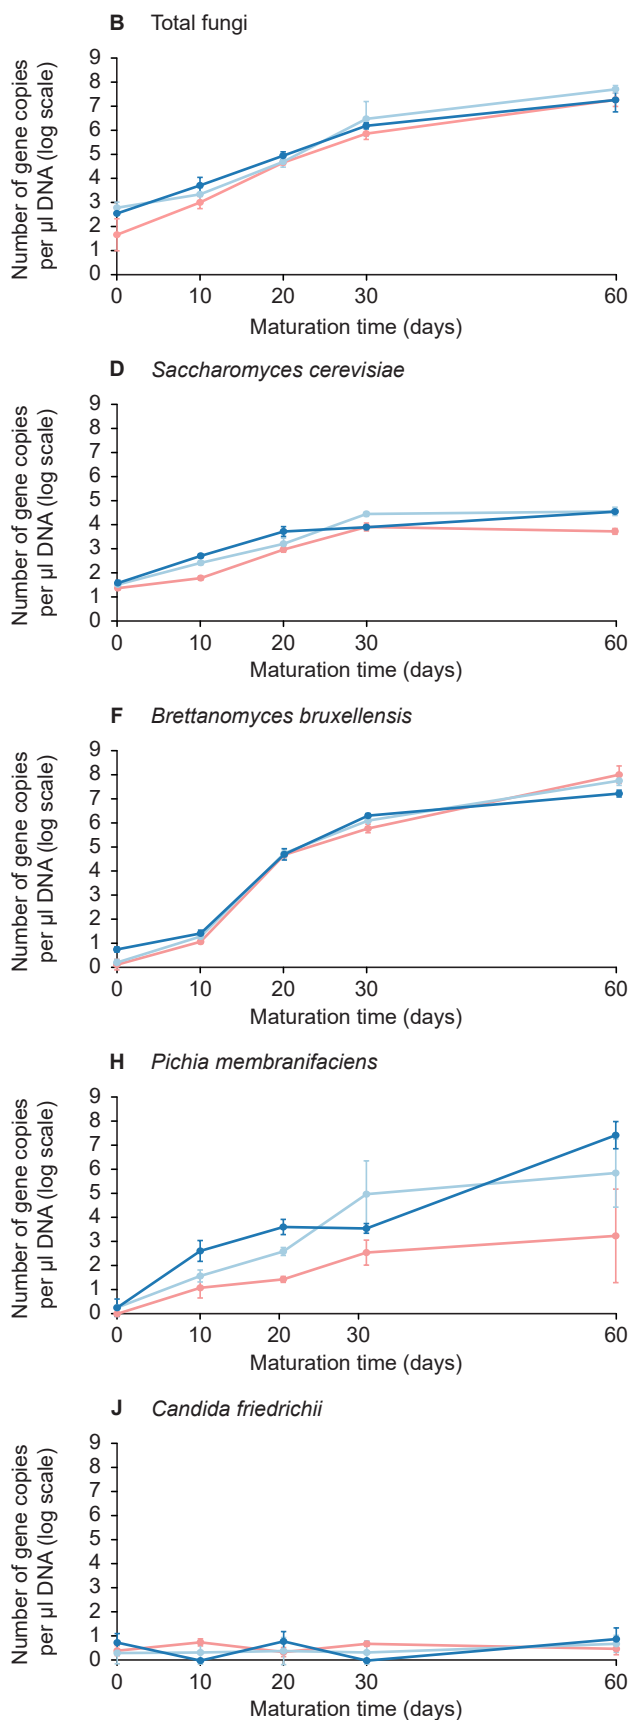 B Total fungi
Number of gene copies
per µl DNA (log scale)
9
8
7
6
5
4
3
2
1
0
0 10 20 30 60
Maturation time (days)
D Saccharomyces cerevisiae
Number of gene copies
per µl DNA (log scale)
9
8
7
6
5
4
3
2
1
0
0 10 20 30 60
Maturation time (days)
F Brettanomyces bruxellensis
Number of gene copies
per µl DNA (log scale)
9
8
7
6
5
4
3
2
1
0
0 10 20 30 60
Maturation time (days)
H Pichia membranifaciens
Number of gene copies
per µl DNA (log scale)
9
8
7
6
5
4
3
2
1
0
0 10 20 30 60
Maturation time (days)
J Candida friedrichii
Number of gene copies
per µl DNA (log scale)
9
8
7
6
5
4
3
2
1
0
0 10 20 30 60
Maturation time (days)